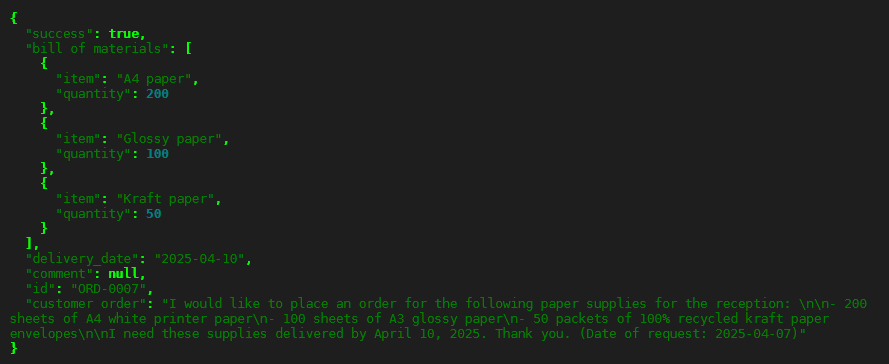 {
  "success": true,
  "bill of materials": [
    {
      "item": "A4 paper",
      "quantity": 200
    },
    {
      "item": "Glossy paper",
      "quantity": 100
    },
    {
      "item": "Kraft paper",
      "quantity": 50
    }
  ],
  "delivery_date": "2025-04-10",
  "comment": null,
  "id": "ORD-0007",
  "customer order": "I would like to place an order for the following paper supplies for the reception: \n\n- 200
sheets of A4 white printer paper\n- 100 sheets of A3 glossy paper\n- 50 packets of 100% recycled kraft paper
envelopes\n\nI need these supplies delivered by April 10, 2025. Thank you. (Date of request: 2025-04-07)"
}